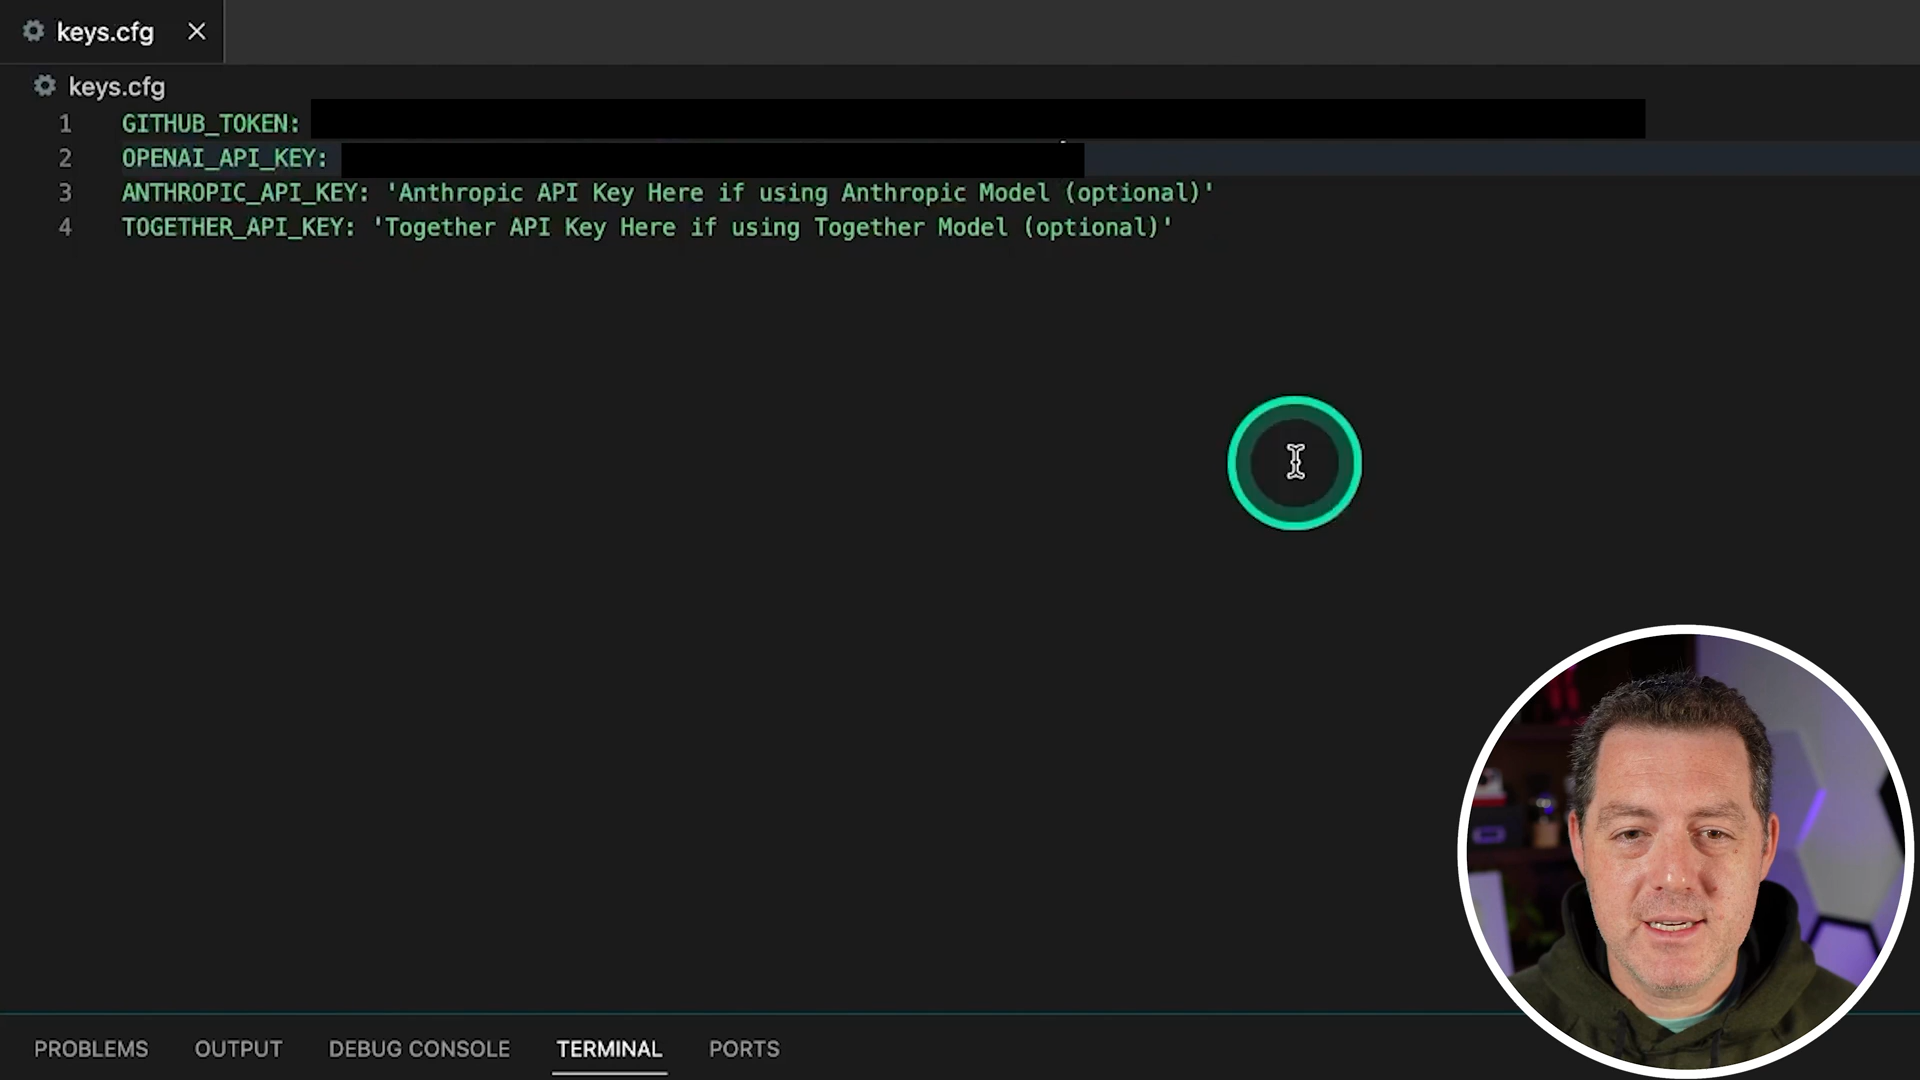 keys.cfg
keys.cfg
1 GITHUB_TOKEN:
2 OPENAI_API_KEY:
3 ANTHROPIC_API_KEY: 'Anthropic API Key Here if using Anthropic Model (optional)'
4 TOGETHER_API_KEY: 'Together API Key Here if using Together Model (optional)'
PROBLEMS OUTPUT DEBUG CONSOLE TERMINAL PORTS